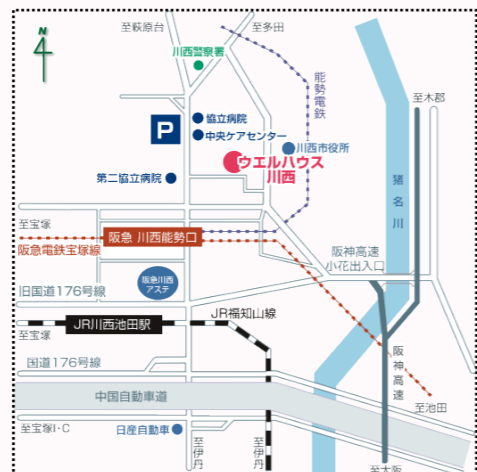 至萩原台
至多田
N
川西警察署
能勢電鉄
至木部
P
協立病院
中央ケアセンター
川西市役所
ウエルハウス
川西
第二協立病院
猪名川
至宝塚
阪急 川西能勢口
阪急電鉄宝塚線
阪神高速
小花出入口
阪急川西
アステ
旧国道176号線
JR川西池田駅
JR福知山線
至宝塚
国道176号線
阪神高速
中国自動車道
至池田
至宝塚I・C
日産自動車
至伊丹
至伊丹
至大阪